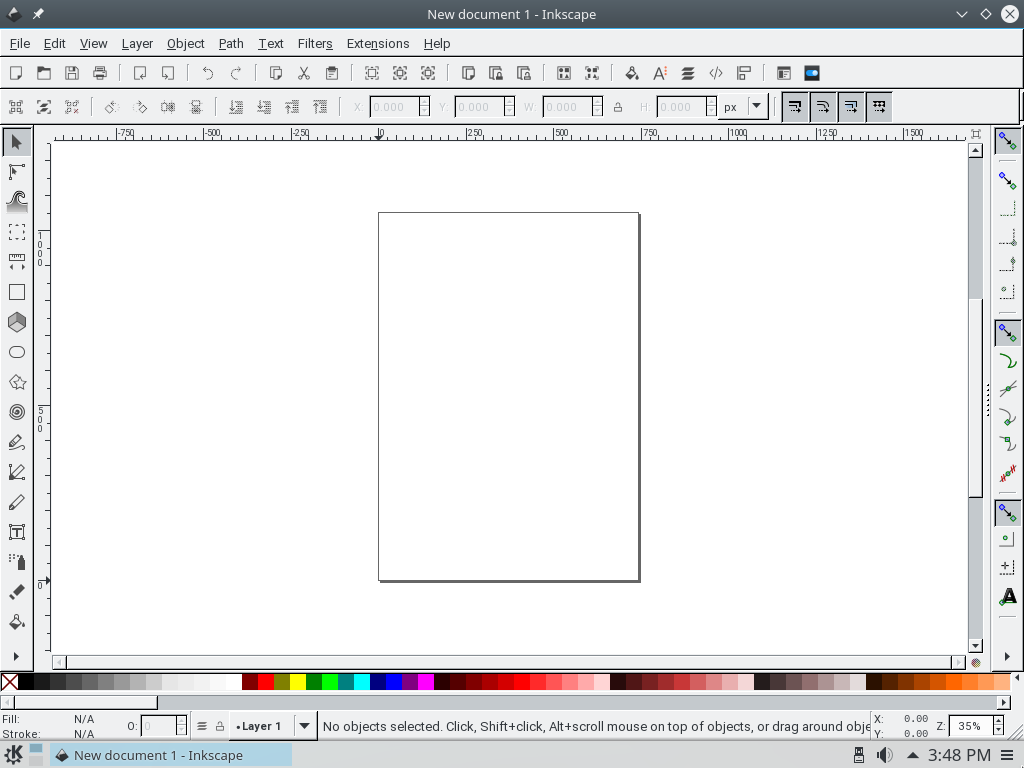 New document 1 - Inkscape
File Edit View Layer Object Path Text Filters Extensions Help
X: 0.000 Y: 0.000 W: 0.000 H: 0.000 px
-750 -500 -250 0 250 500 750 1000 1250 1500
1000
500
0
Fill: N/A
Stroke: N/A
O: 0
•Layer 1
No objects selected. Click, Shift+click, Alt+scroll mouse on top of objects, or drag around obje
X: 0.00
Y: 0.00
Z: 35%
New document 1 - Inkscape
3:48 PM